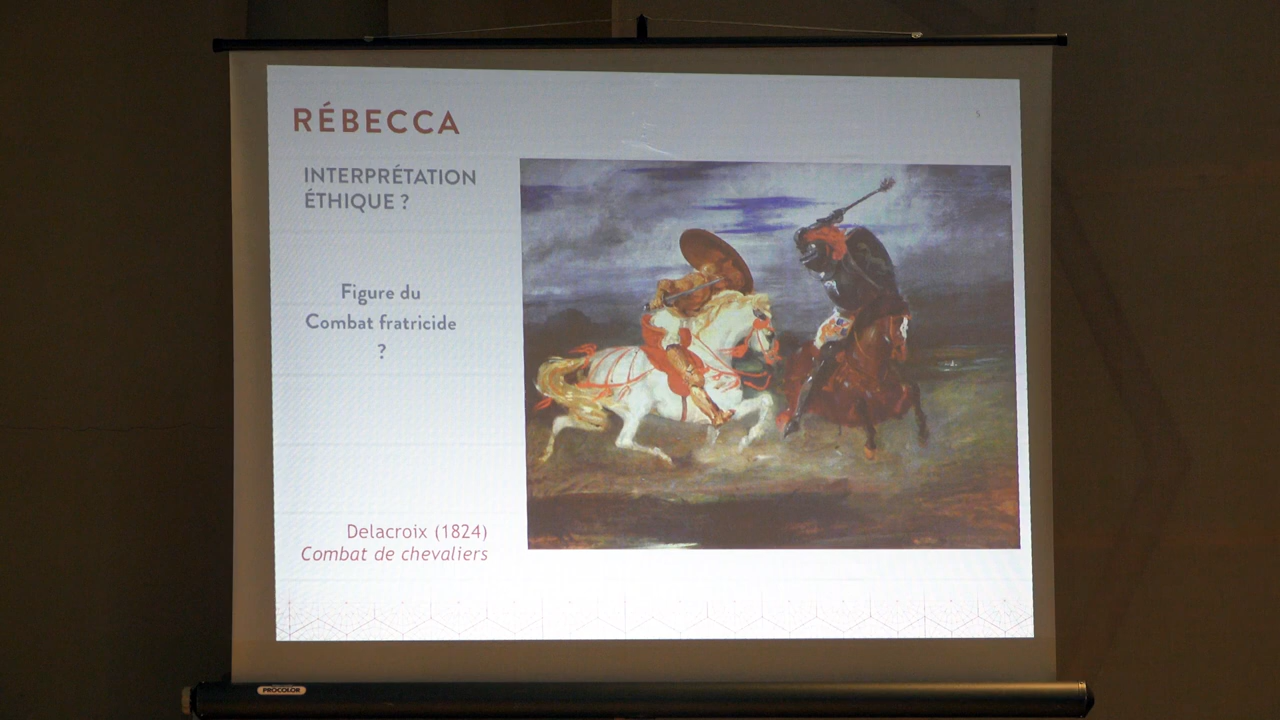 RÉBECCA
INTERPRÉTATION
ÉTHIQUE ?
Figure du
Combat fratricide
?
Delacroix (1824)
Combat de chevaliers
PROCOLOR